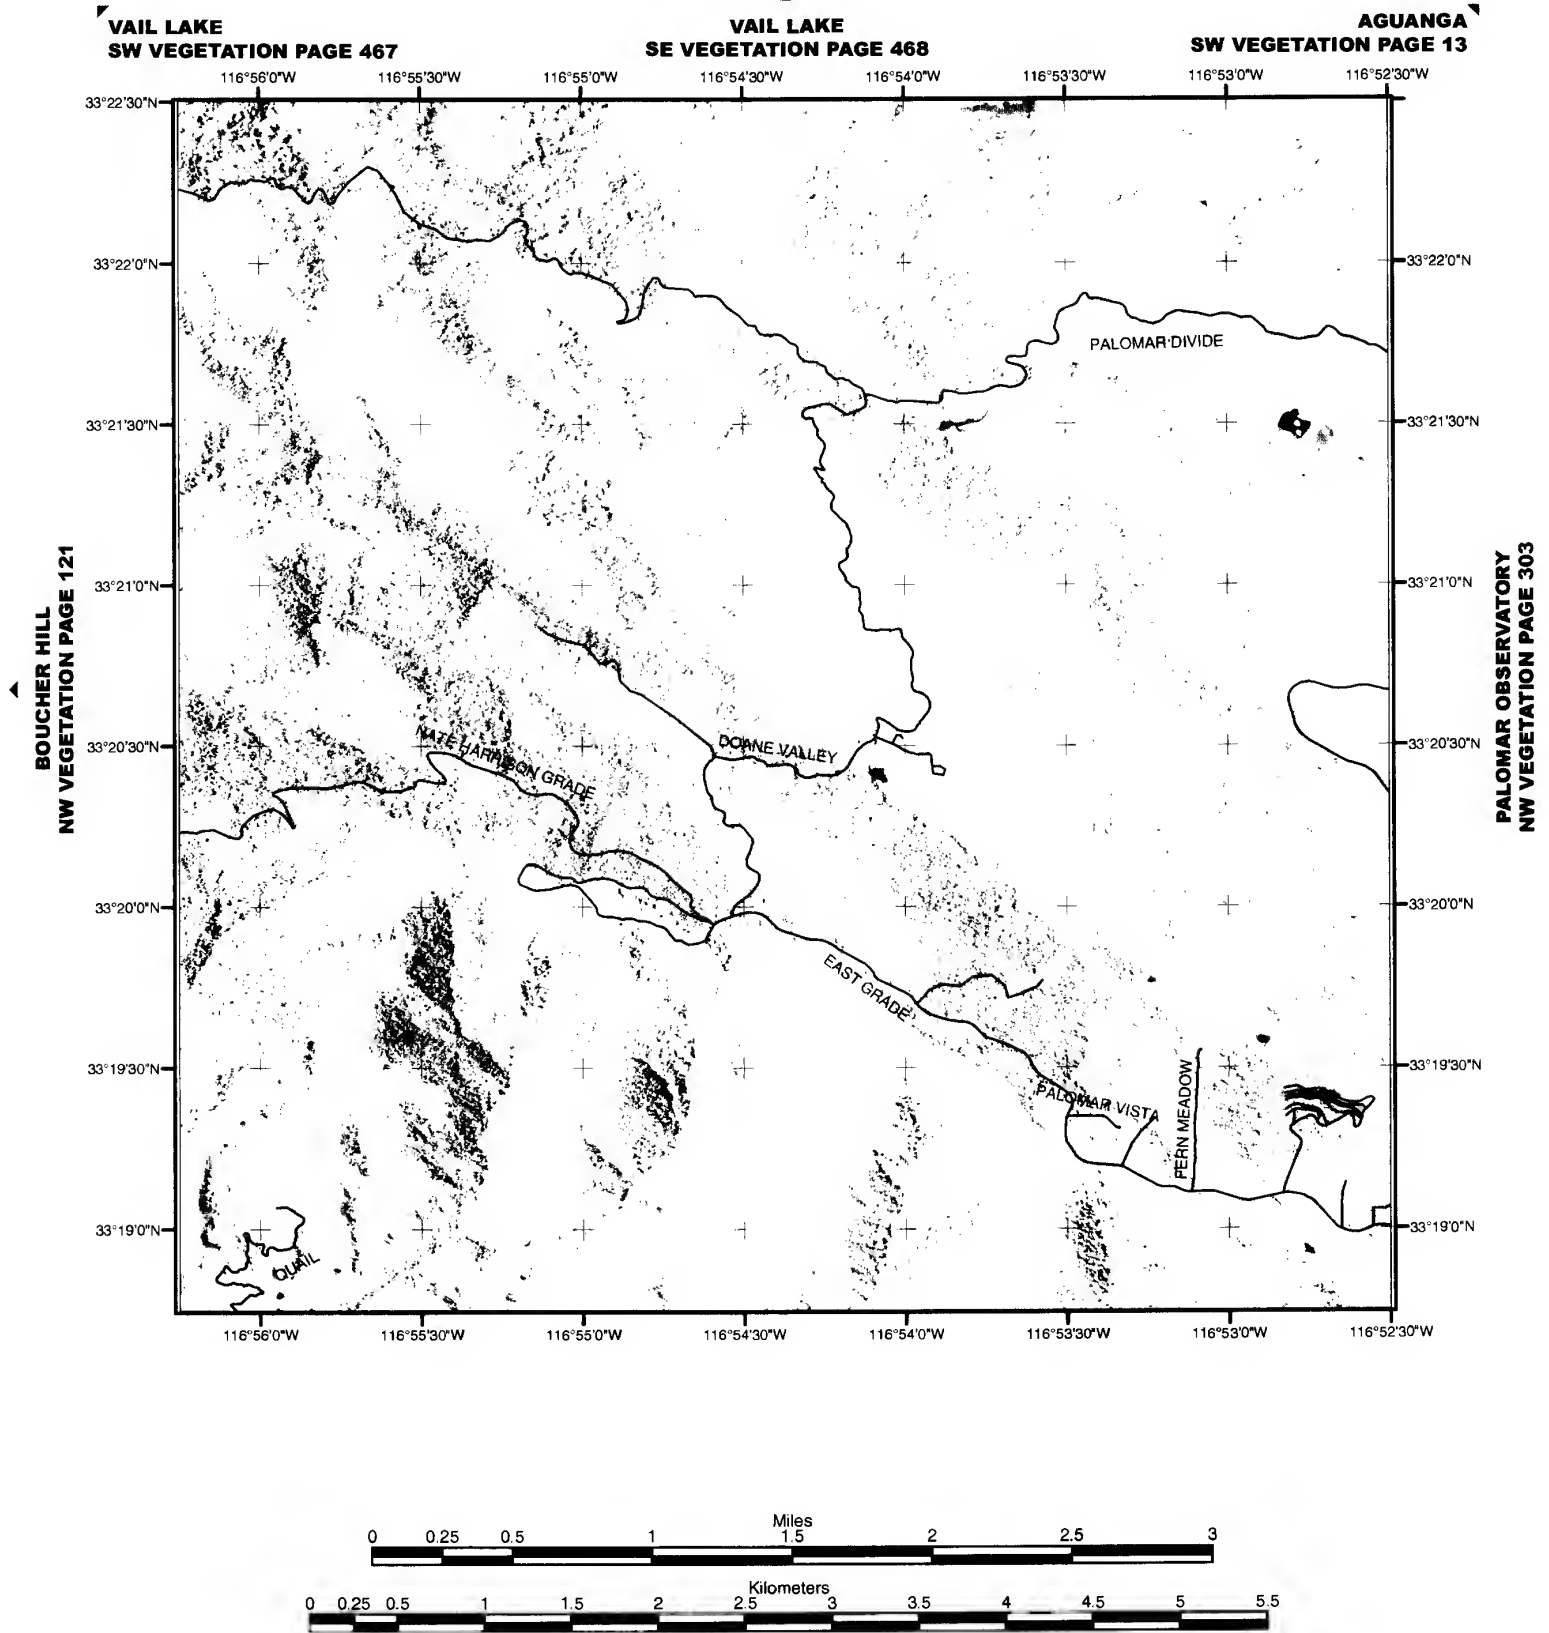 VAIL LAKE
SW VEGETATION PAGE 467
VAIL LAKE
SE VEGETATION PAGE 468
AGUANGA
SW VEGETATION PAGE 13
116°56'0"W 116°55'30"W 116°55'0"W 116°54'30"W 116°54'0"W 116°53'30"W 116°53'0"W 116°52'30"W
33°22'30"N
33°22'0"N 33°22'0"N
PALOMAR DIVIDE
33°21'30"N 33°21'30"N
BOUCHER HILL
NW VEGETATION PAGE 121
PALOMAR OBSERVATORY
NW VEGETATION PAGE 303
33°21'0"N 33°21'0"N
NATE HARRISON GRADE
DOANE VALLEY
33°20'30"N 33°20'30"N
33°20'0"N 33°20'0"N
EAST GRADE
33°19'30"N 33°19'30"N
PALOMAR VISTA
FERN MEADOW
33°19'0"N 33°19'0"N
QUAIL
116°56'0"W 116°55'30"W 116°55'0"W 116°54'30"W 116°54'0"W 116°53'30"W 116°53'0"W 116°52'30"W
Miles
0 0.25 0.5 1 1.5 2 2.5 3
Kilometers
0 0.25 0.5 1 1.5 2 2.5 3 3.5 4 4.5 5 5.5